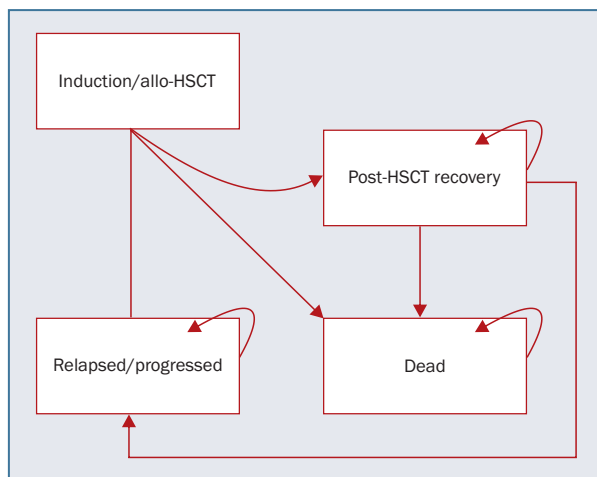 Induction/allo-HSCT
Post-HSCT recovery
Relapsed/progressed
Dead